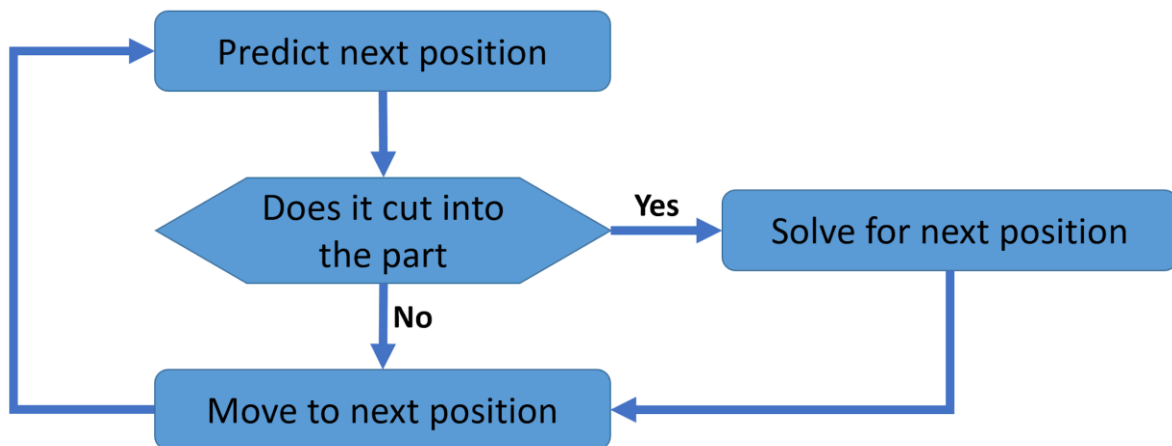 Predict next position
Does it cut into
the part
Yes
Solve for next position
No
Move to next position